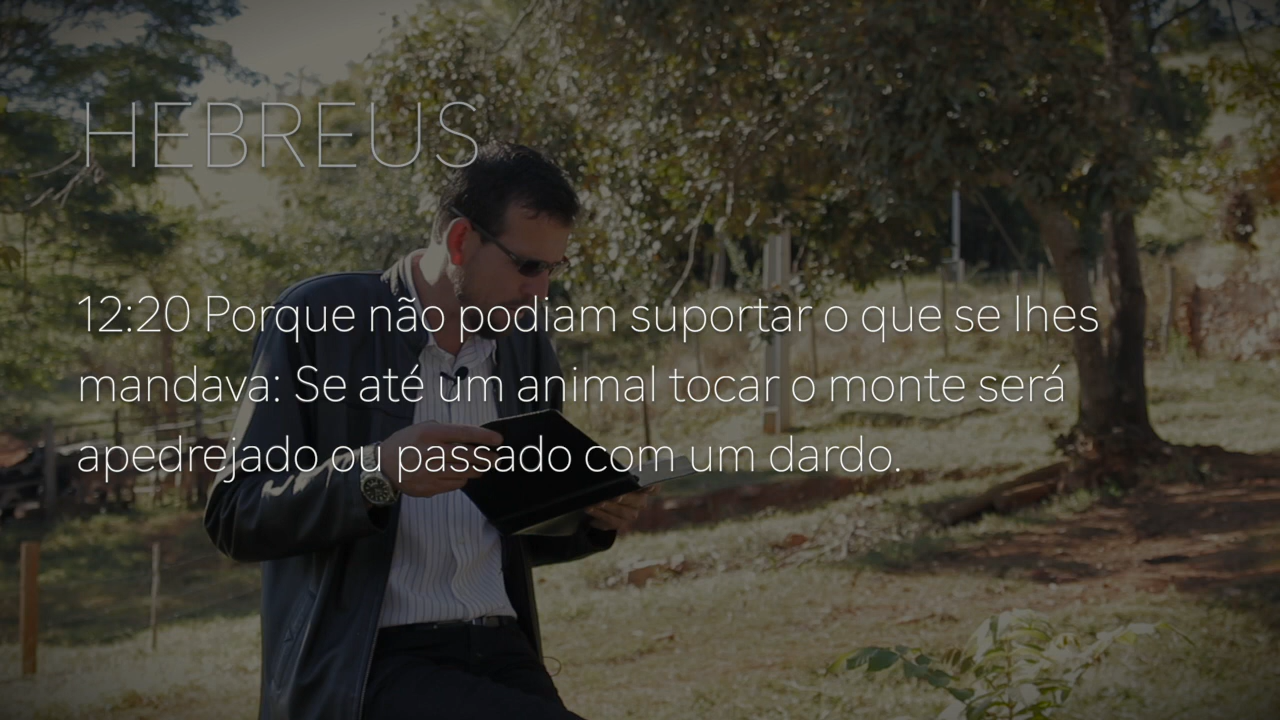 HEBREUS
12:20 Porque não podiam suportar o que se lhes
mandava: Se até um animal tocar o monte será
apedrejado ou passado com um dardo.